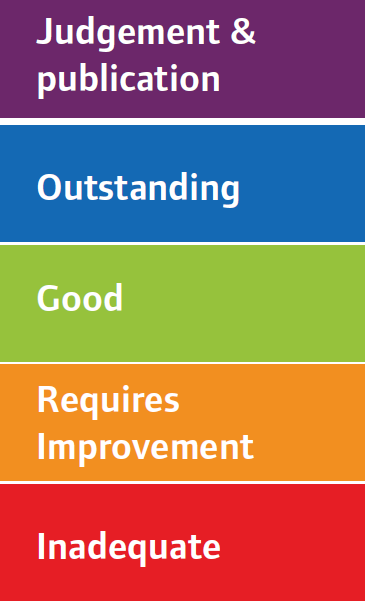 Judgement &
publication
Outstanding
Good
Requires
Improvement
Inadequate